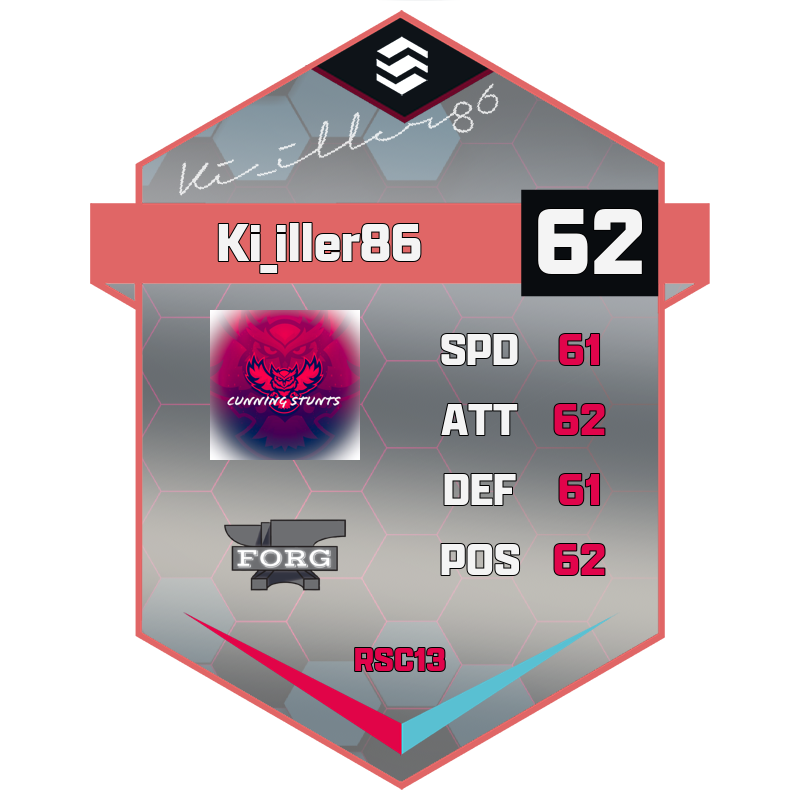 Ki_iller86
Ki_iller86
62
CUNNING STUNTS
SPD 61
ATT 62
DEF 61
POS 62
FORG
RSC13